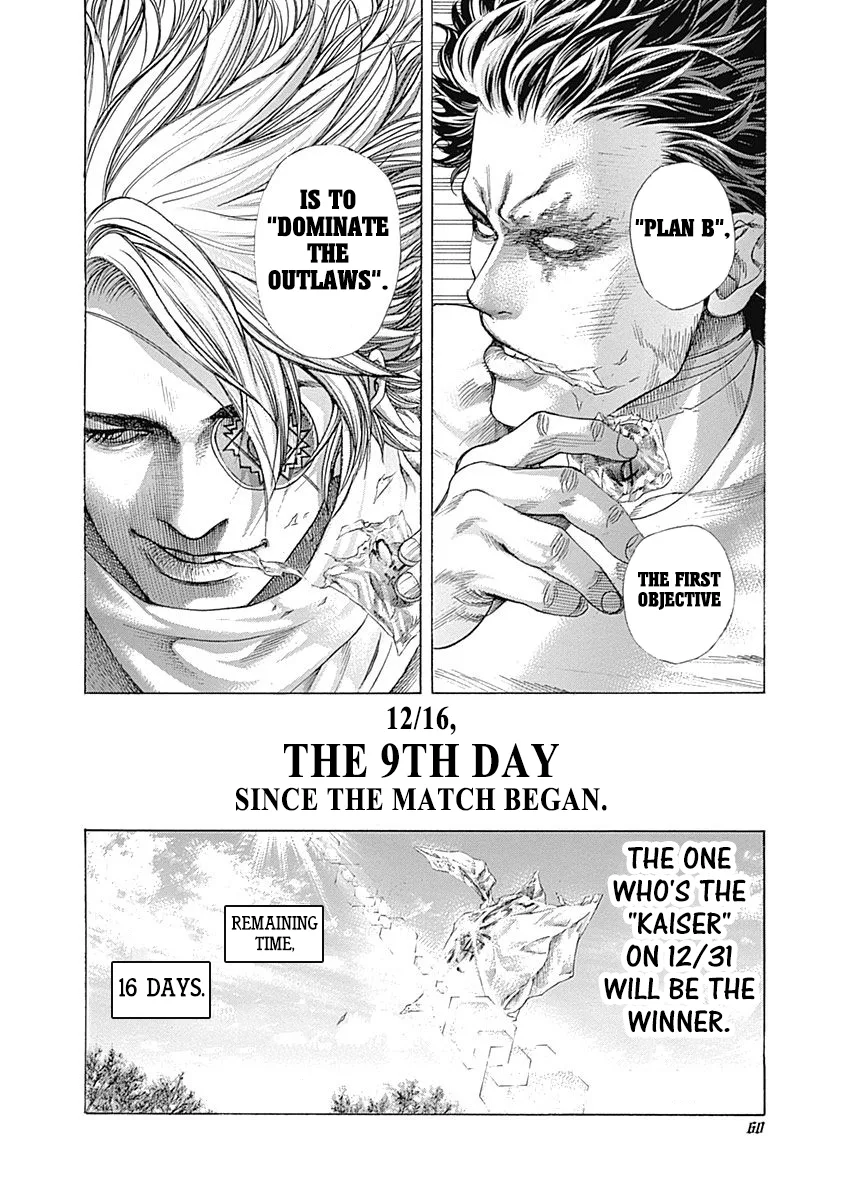 "PLAN B",
THE FIRST
OBJECTIVE
IS TO
"DOMINATE
THE
OUTLAWS".
12/16,
THE 9TH DAY
SINCE THE MATCH BEGAN.
THE ONE
WHO'S THE
"KAISER"
ON 12/31
WILL BE THE
WINNER.
REMAINING
TIME,
16 DAYS.
60